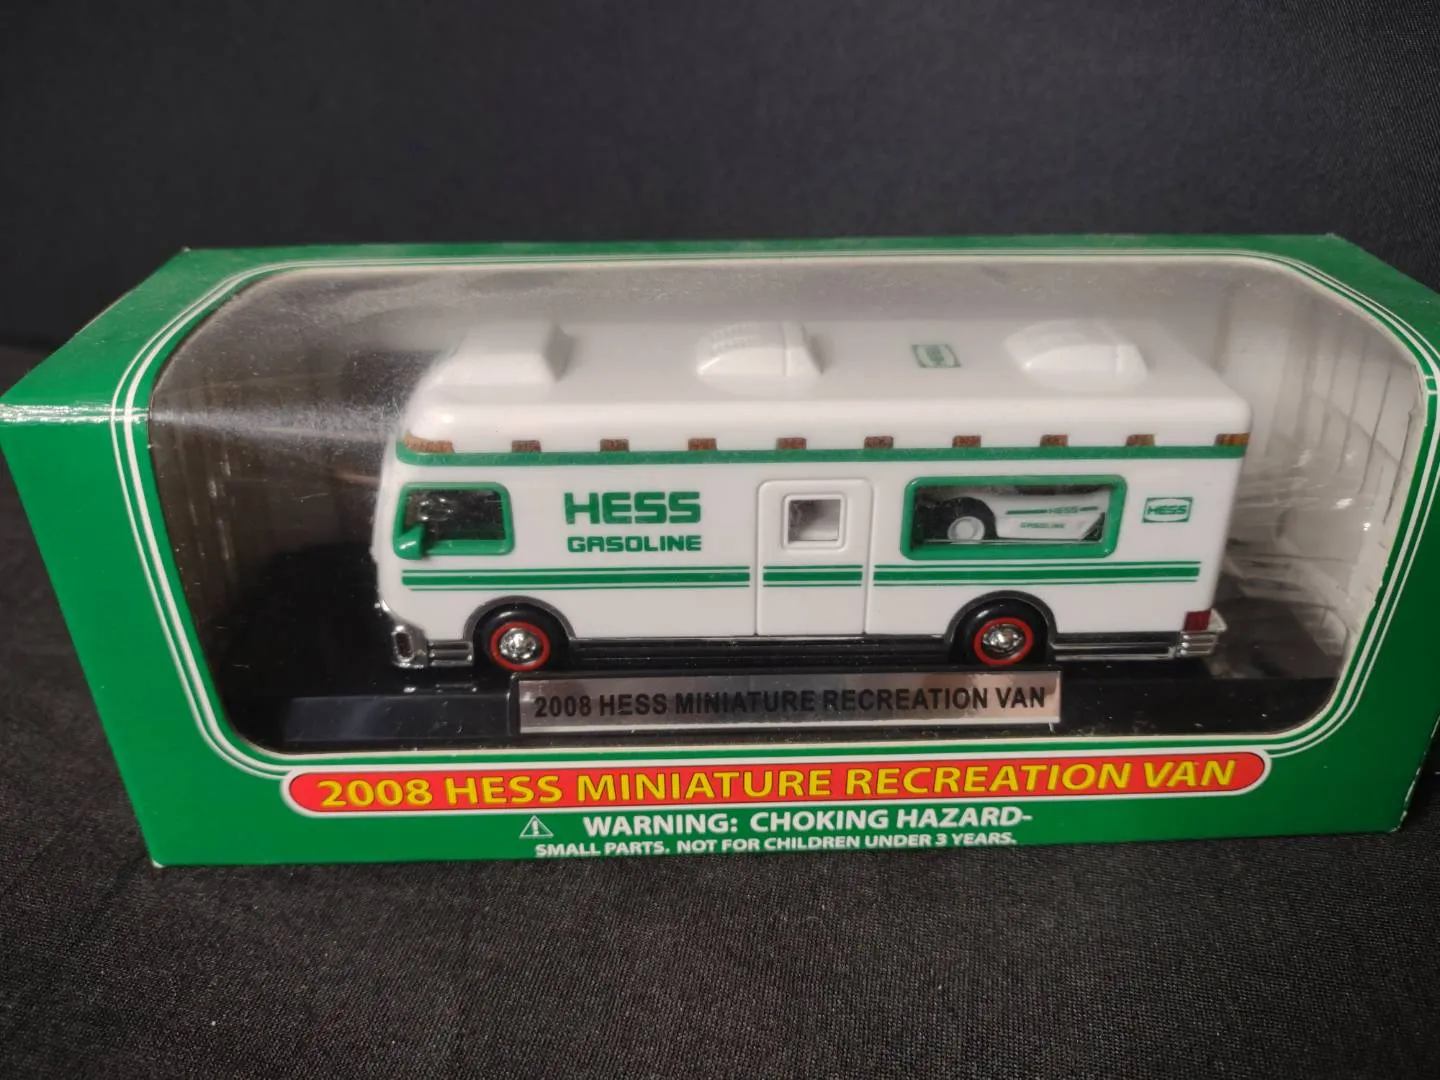 HESS
HESS
GASOLINE
HESS
GASOLINE
HESS
2008 HESS MINIATURE RECREATION VAN
2008 HESS MINIATURE RECREATION VAN
⚠ WARNING: CHOKING HAZARD-
SMALL PARTS. NOT FOR CHILDREN UNDER 3 YEARS.